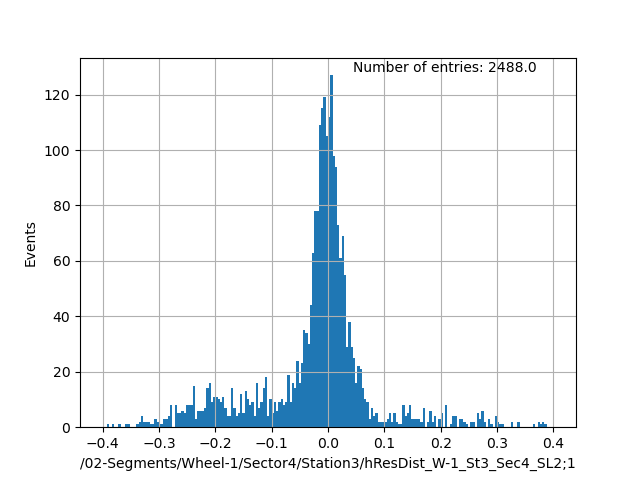 Number of entries: 2488.0
120
100
80
60
40
20
0
Events
−0.4 −0.3 −0.2 −0.1 0.0 0.1 0.2 0.3 0.4
/02-Segments/Wheel-1/Sector4/Station3/hResDist_W-1_St3_Sec4_SL2;1